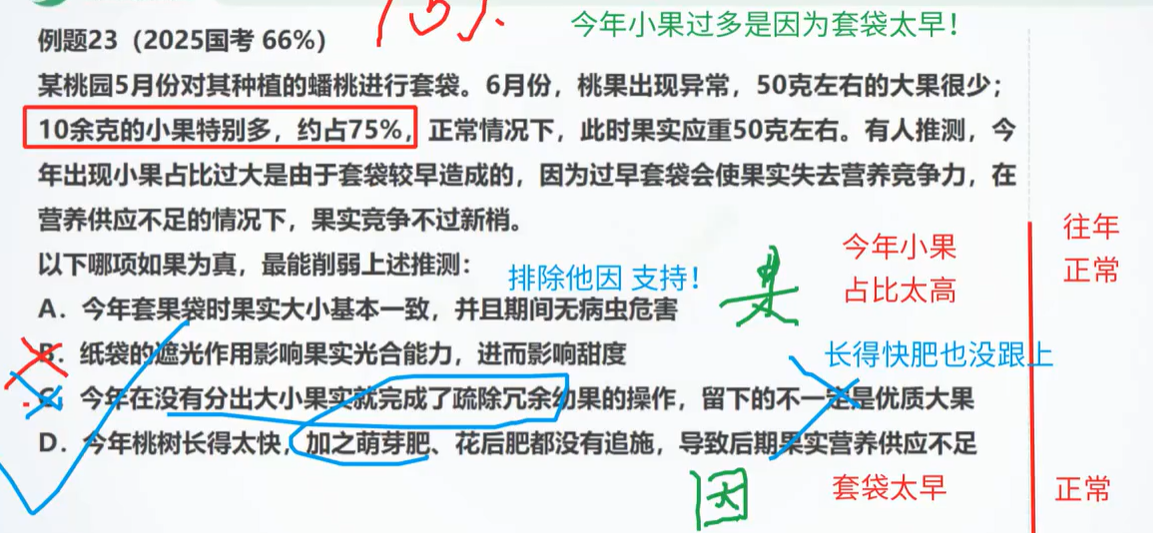 今年小果过多是因为套袋太早！
例题23（2025国考 66%）
某桃园5月份对其种植的蟠桃进行套袋。6月份，桃果出现异常，50克左右的大果很少；
10余克的小果特别多，约占75%，正常情况下，此时果实应重50克左右。有人推测，今
年出现小果占比过大是由于套袋较早造成的，因为过早套袋会使果实失去营养竞争力，在
营养供应不足的情况下，果实竞争不过新梢。
往年
正常
今年小果
占比太高
以下哪项如果为真，最能削弱上述推测：
排除他因 支持！
果
A．今年套果袋时果实大小基本一致，并且期间无病虫危害
B．纸袋的遮光作用影响果实光合能力，进而影响甜度
长得快肥也没跟上
C．今年在没有分出大小果实就完成了疏除冗余幼果的操作，留下的不一定是优质大果
D．今年桃树长得太快，加之萌芽肥、花后肥都没有追施，导致后期果实营养供应不足
因
套袋太早
正常